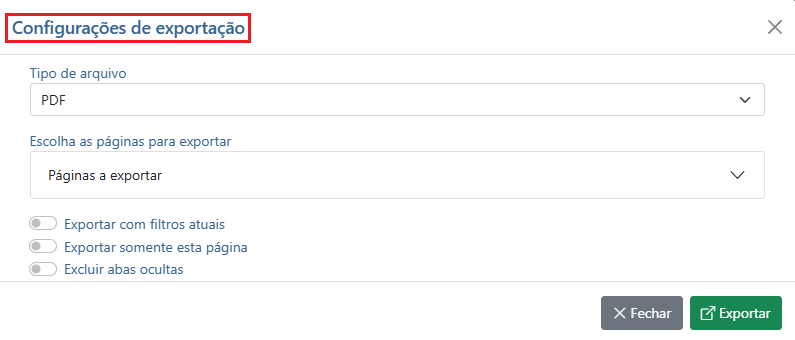 Configurações de exportação
Tipo de arquivo
PDF
Escolha as páginas para exportar
Páginas a exportar
Exportar com filtros atuais
Exportar somente esta página
Excluir abas ocultas
Fechar
Exportar